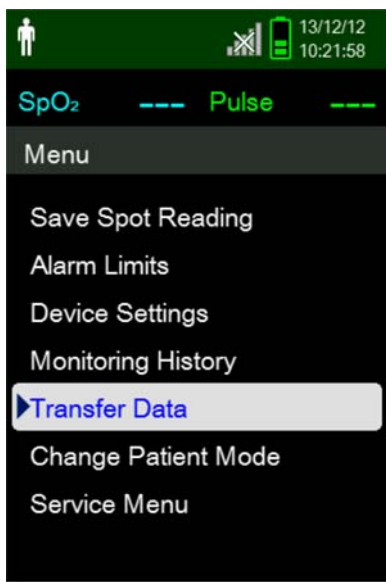 13/12/12
10:21:58
SpO₂ --- Pulse ---
Menu
Save Spot Reading
Alarm Limits
Device Settings
Monitoring History
Transfer Data
Change Patient Mode
Service Menu